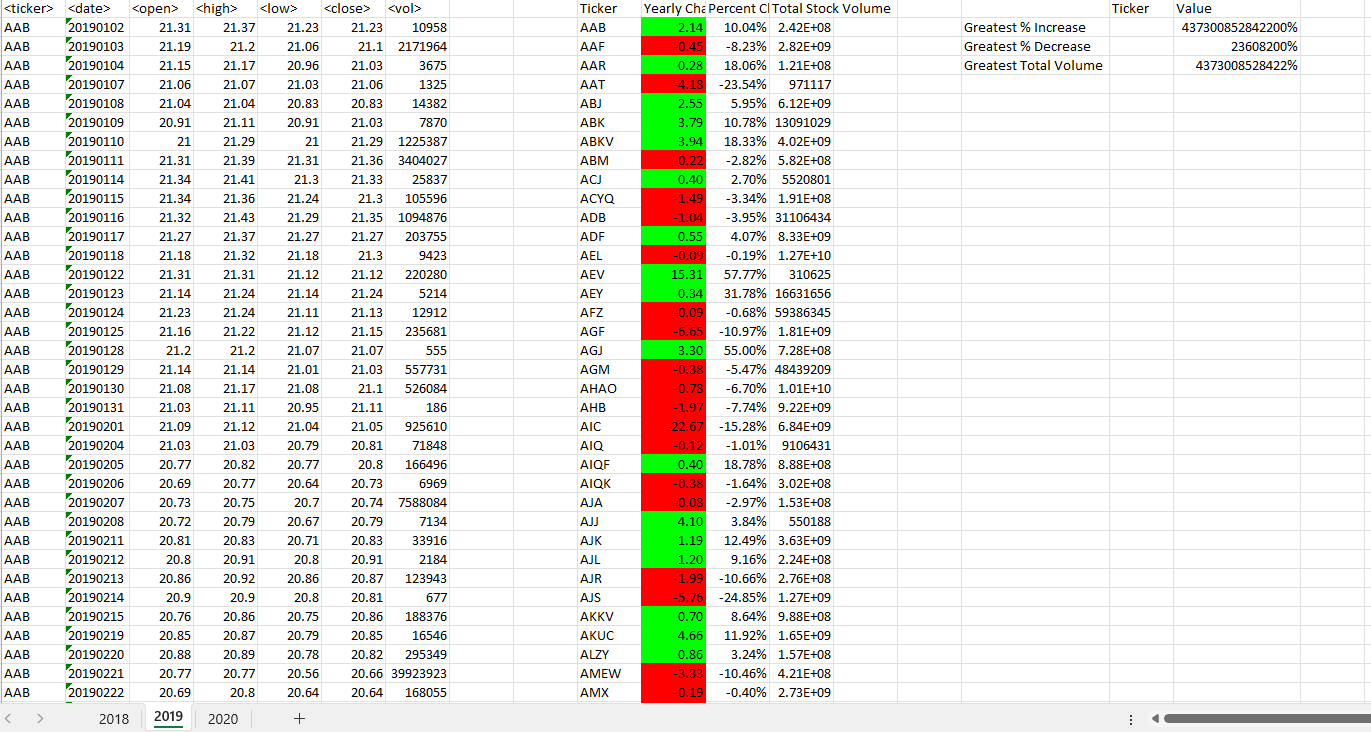 <ticker> <date> <open> <high> <low> <close> <vol> Ticker Yearly Cha Percent Cl Total Stock Volume Ticker Value
AAB 20190102 21.31 21.37 21.23 21.23 10958 AAB 2.14 10.04% 2.42E+08 Greatest % Increase 437300852842200%
AAB 20190103 21.19 21.2 21.06 21.1 2171964 AAF -0.45 -8.23% 2.82E+09 Greatest % Decrease 23608200%
AAB 20190104 21.15 21.17 20.96 21.03 3675 AAR 0.28 18.06% 1.21E+08 Greatest Total Volume 4373008528422%
AAB 20190107 21.06 21.07 21.03 21.06 1325 AAT -4.18 -23.54% 971117
AAB 20190108 21.04 21.04 20.83 20.83 14382 ABJ 2.55 5.95% 6.12E+09
AAB 20190109 20.91 21.11 20.91 21.03 7870 ABK 3.79 10.78% 13091029
AAB 20190110 21 21.29 21 21.29 1225387 ABKV 3.94 18.33% 4.02E+09
AAB 20190111 21.31 21.39 21.31 21.36 3404027 ABM -0.22 -2.82% 5.82E+08
AAB 20190114 21.34 21.41 21.3 21.33 25837 ACJ 0.40 2.70% 5520801
AAB 20190115 21.34 21.36 21.24 21.3 105596 ACYQ -1.49 -3.34% 1.91E+08
AAB 20190116 21.32 21.43 21.29 21.35 1094876 ADB -1.04 -3.95% 31106434
AAB 20190117 21.27 21.37 21.27 21.27 203755 ADF 0.55 4.07% 8.33E+09
AAB 20190118 21.18 21.32 21.18 21.3 9423 AEL -0.09 -0.19% 1.27E+10
AAB 20190122 21.31 21.31 21.12 21.12 220280 AEV 15.31 57.77% 310625
AAB 20190123 21.14 21.24 21.14 21.24 5214 AEY 0.34 31.78% 16631656
AAB 20190124 21.23 21.24 21.11 21.13 12912 AFZ -0.09 -0.68% 59386345
AAB 20190125 21.16 21.22 21.12 21.15 235681 AGF -6.65 -10.97% 1.81E+09
AAB 20190128 21.2 21.2 21.07 21.07 555 AGJ 3.30 55.00% 7.28E+08
AAB 20190129 21.14 21.14 21.01 21.03 557731 AGM -0.38 -5.47% 48439209
AAB 20190130 21.08 21.17 21.08 21.1 526084 AHAO -0.78 -6.70% 1.01E+10
AAB 20190131 21.03 21.11 20.95 21.11 186 AHB -1.97 -7.74% 9.22E+09
AAB 20190201 21.09 21.12 21.04 21.05 925610 AIC -22.67 -15.28% 6.84E+09
AAB 20190204 21.03 21.03 20.79 20.81 71848 AIQ -0.12 -1.01% 9106431
AAB 20190205 20.77 20.82 20.77 20.8 166496 AIQF 0.40 18.78% 8.88E+08
AAB 20190206 20.69 20.77 20.64 20.73 6969 AIQK -0.38 -1.64% 3.02E+08
AAB 20190207 20.73 20.75 20.7 20.74 7588084 AJA -0.08 -2.97% 1.53E+08
AAB 20190208 20.72 20.79 20.67 20.79 7134 AJJ 4.10 3.84% 550188
AAB 20190211 20.81 20.83 20.71 20.83 33916 AJK 1.19 12.49% 3.63E+09
AAB 20190212 20.8 20.91 20.8 20.91 2184 AJL 1.20 9.16% 2.24E+08
AAB 20190213 20.86 20.92 20.86 20.87 123943 AJR -1.99 -10.66% 2.76E+08
AAB 20190214 20.9 20.9 20.8 20.81 677 AJS -5.76 -24.85% 1.27E+09
AAB 20190215 20.76 20.86 20.75 20.86 188376 AKKV 0.70 8.64% 9.88E+08
AAB 20190219 20.85 20.87 20.79 20.85 16546 AKUC 4.66 11.92% 1.65E+09
AAB 20190220 20.88 20.89 20.78 20.82 295349 ALZY 0.86 3.24% 1.57E+08
AAB 20190221 20.77 20.77 20.56 20.66 39923923 AMEW -3.33 -10.46% 4.21E+08
AAB 20190222 20.69 20.8 20.64 20.64 168055 AMX -0.19 -0.40% 2.73E+09
2018 2019 2020